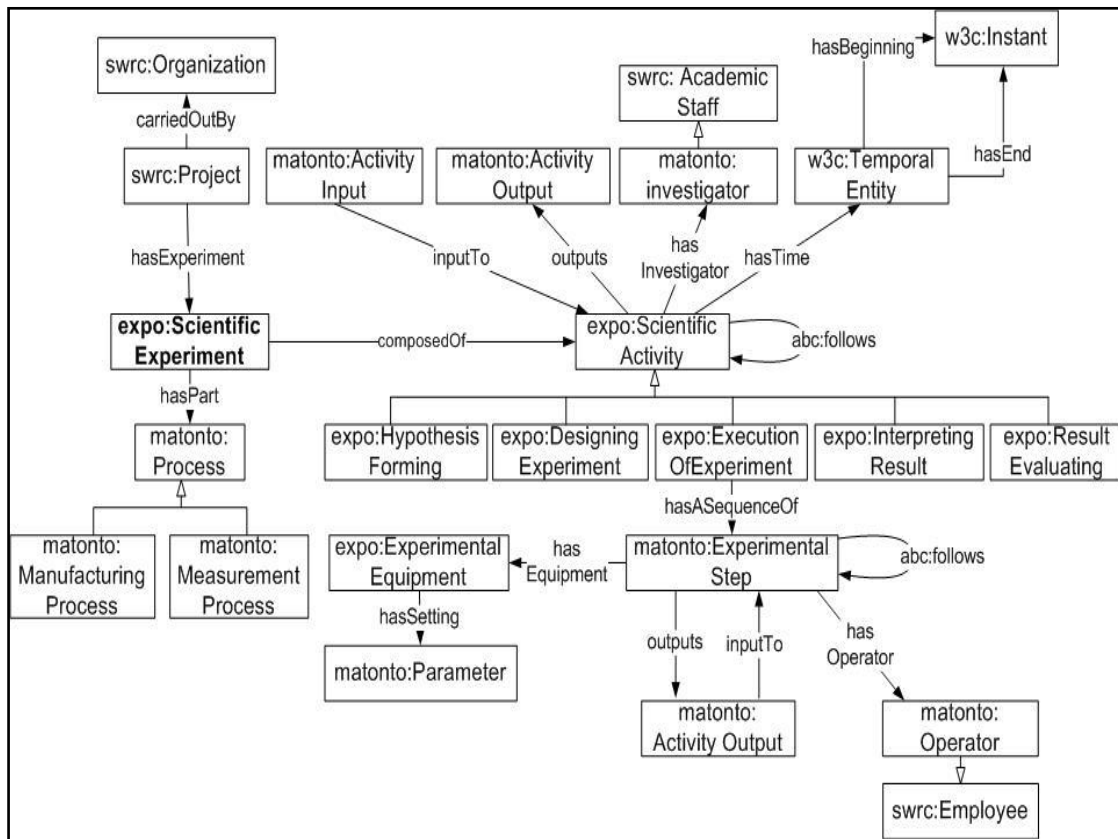 swrc:Organization
carriedOutBy
swrc:Project
hasExperiment
expo:Scientific
Experiment
hasPart
matonto:
Process
matonto:
Manufacturing
Process
matonto:
Measurement
Process
composedOf
matonto:Activity
Input
inputTo
matonto:Activity
Output
outputs
swrc: Academic
Staff
matonto:
investigator
has
Investigator
hasBeginning
w3c:Instant
w3c:Temporal
Entity
hasEnd
hasTime
expo:Scientific
Activity
abc:follows
expo:Hypothesis
Forming
expo:Designing
Experiment
expo:Execution
OfExperiment
expo:Interpreting
Result
expo:Result
Evaluating
hasASequenceOf
expo:Experimental
Equipment
has
Equipment
matonto:Experimental
Step
abc:follows
hasSetting
matonto:Parameter
outputs
inputTo
has
Operator
matonto:
Activity Output
matonto:
Operator
swrc:Employee